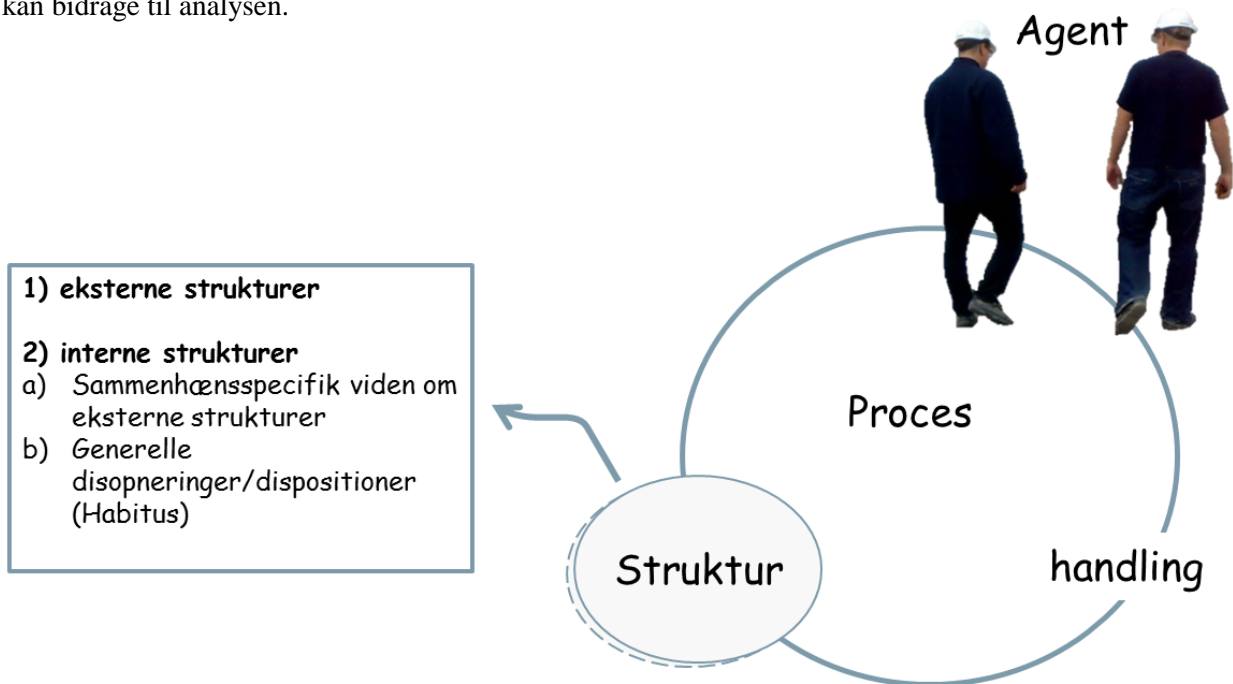 kan bidrage til analysen.
Agent
1) eksterne strukturer
2) interne strukturer
a) Sammenhænsspecifik viden om
eksterne strukturer
b) Generelle
disopneringer/dispositioner
(Habitus)
Proces
Struktur
handling